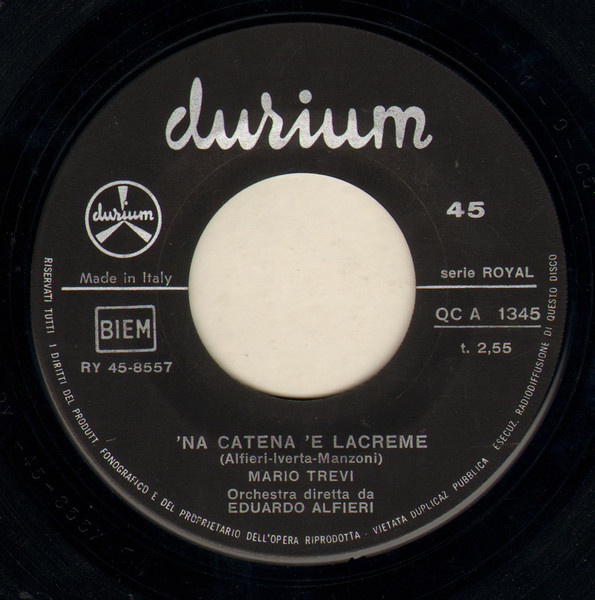 durium
durium
45
Made in Italy
serie ROYAL
BIEM
QC A 1345
RY 45-8557
t. 2,55
'NA CATENA 'E LACREME
(Alfieri-Iverta-Manzoni)
MARIO TREVI
Orchestra diretta da
EDUARDO ALFIERI
RISERVATI TUTTI I DIRITTI DEL PRODUTT. FONOGRAFICO E DEL PROPRIETARIO DELL'OPERA RIPRODOTTA - VIETATA DUPLICAZ. PUBBLICA ESECUZ. RADIODIFFUSIONE DI QUESTO DISCO